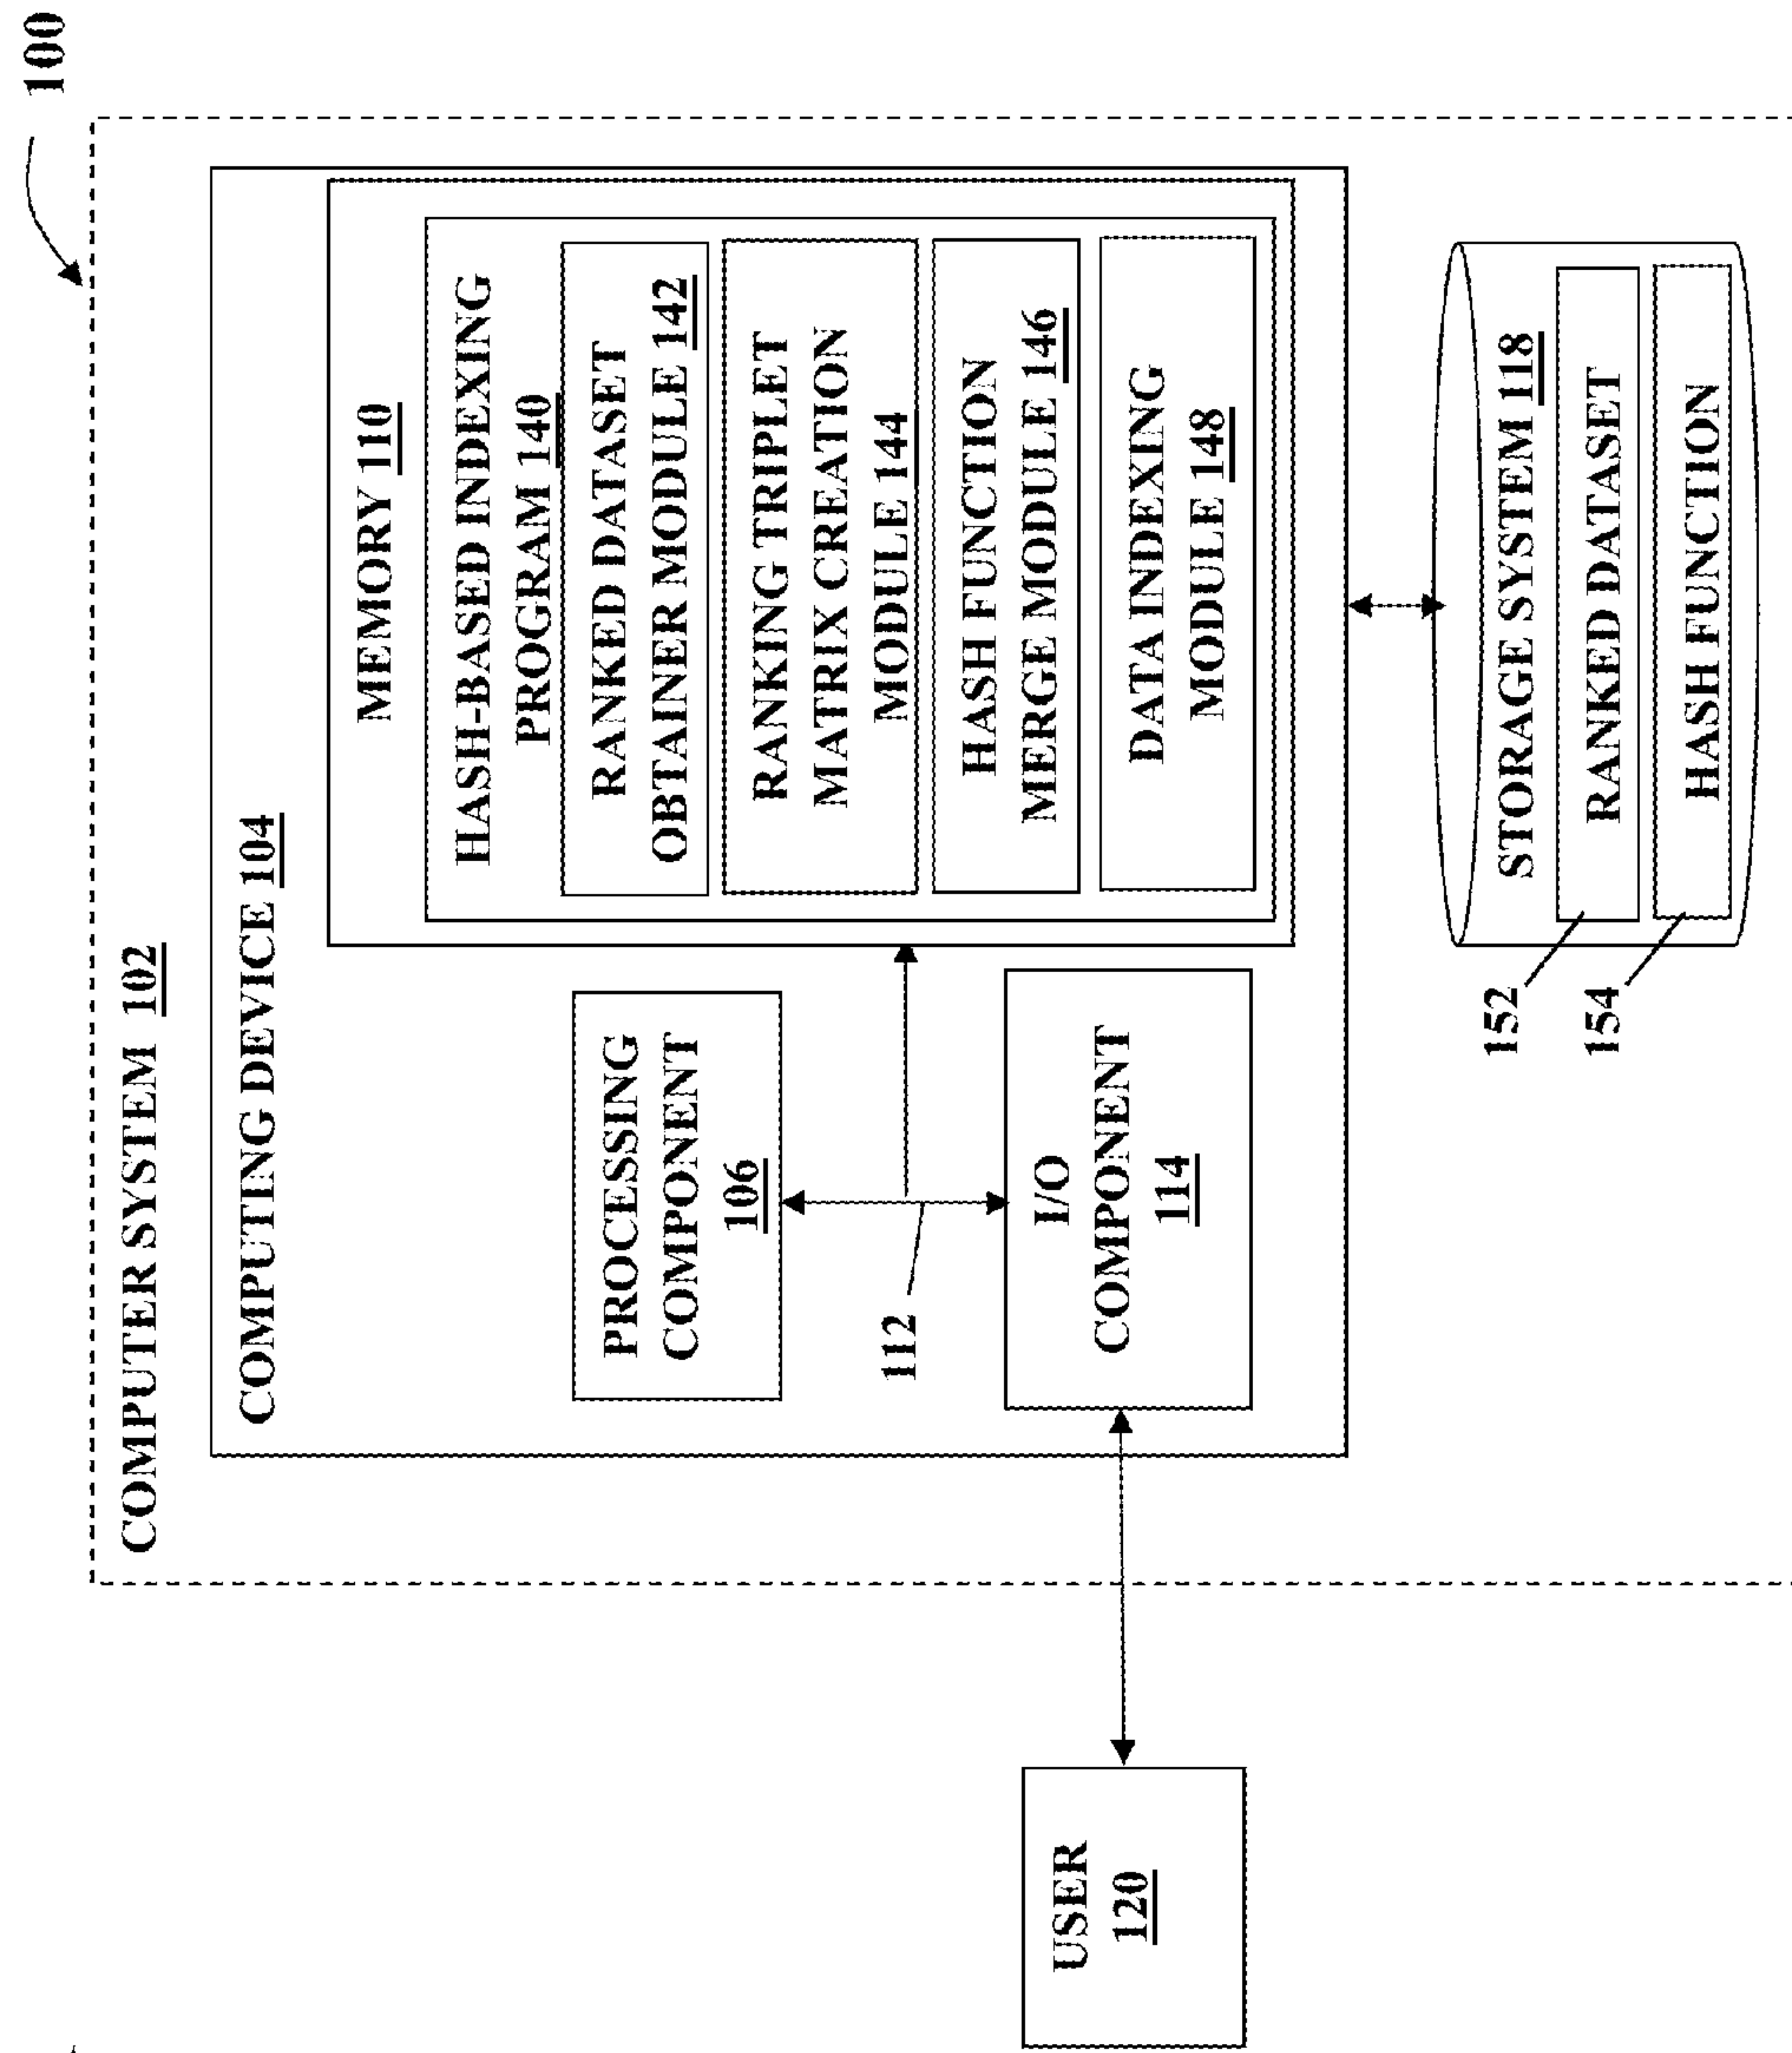 100
COMPUTER SYSTEM 102
COMPUTING DEVICE 104
MEMORY 110
HASH-BASED INDEXING
PROGRAM 140
RANKED DATASET
OBTAINER MODULE 142
RANKING TRIPLET
MATRIX CREATION
MODULE 144
HASH FUNCTION
MERGE MODULE 146
DATA INDEXING
MODULE 148
PROCESSING
COMPONENT
106
112
I/O
COMPONENT
114
USER
120
STORAGE SYSTEM 118
RANKED DATASET
HASH FUNCTION
152
154